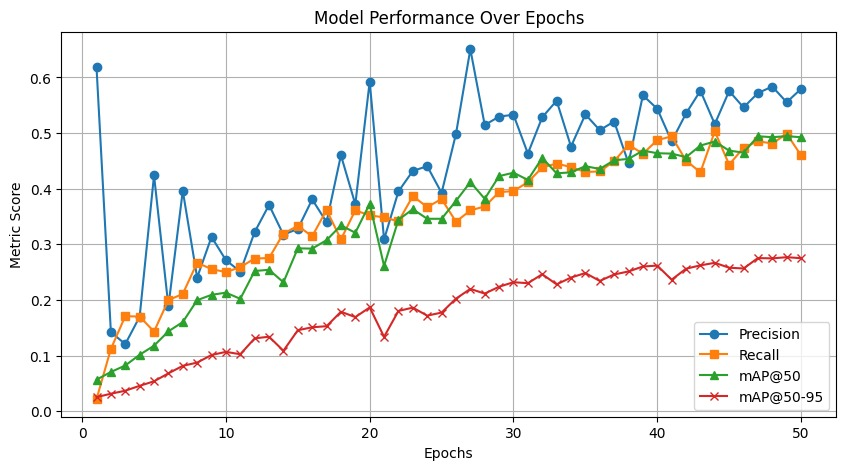 Model Performance Over Epochs
Metric Score
0.6
0.5
0.4
0.3
0.2
0.1
0.0
Precision
Recall
mAP@50
mAP@50-95
0 10 20 30 40 50
Epochs